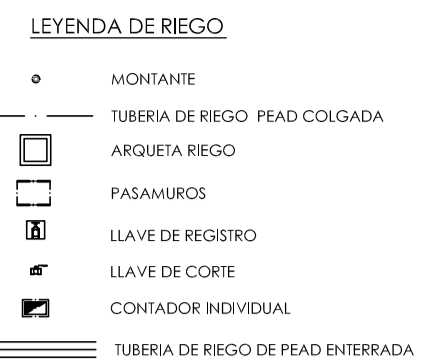 LEYENDA DE RIEGO
MONTANTE
TUBERIA DE RIEGO PEAD COLGADA
ARQUETA RIEGO
PASAMUROS
LLAVE DE REGISTRO
LLAVE DE CORTE
CONTADOR INDIVIDUAL
TUBERIA DE RIEGO DE PEAD ENTERRADA